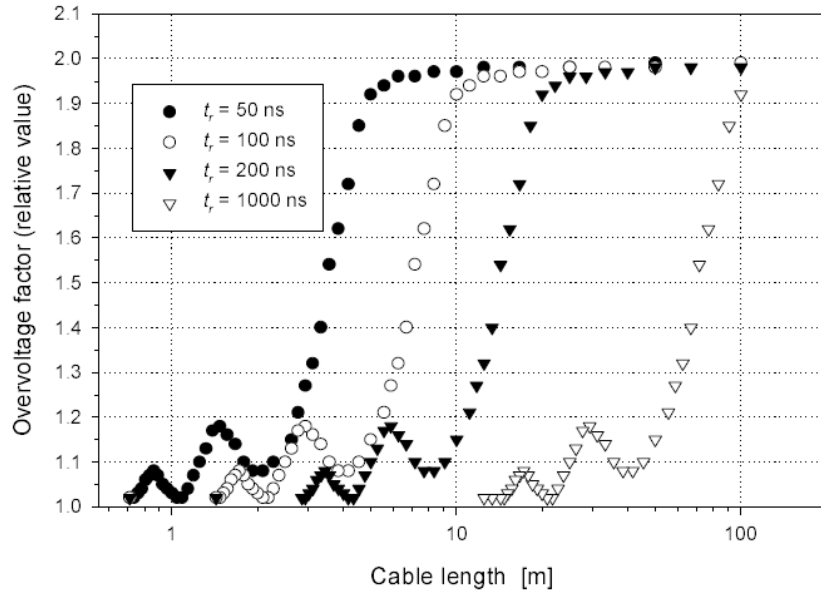 Overvoltage factor (relative value)
2.1
2.0
1.9
1.8
1.7
1.6
1.5
1.4
1.3
1.2
1.1
1.0
t_r = 50 ns
t_r = 100 ns
t_r = 200 ns
t_r = 1000 ns
1 10 100
Cable length [m]